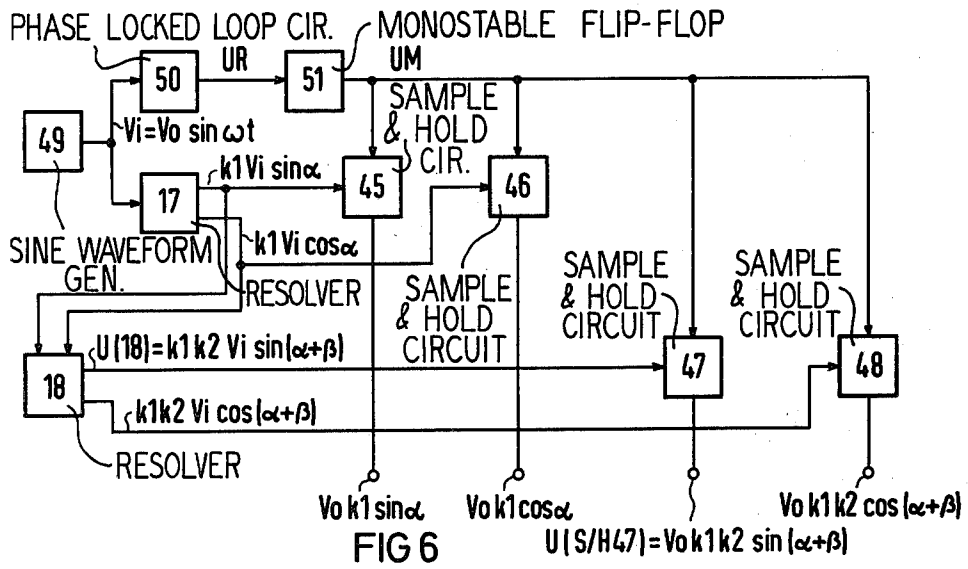 PHASE LOCKED LOOP CIR.
MONOSTABLE FLIP-FLOP
50
UR
51
UM
49
Vi=Vo sin ωt
SAMPLE
& HOLD
CIR.
17
k1 Vi sinα
45
46
k1 Vi cosα
SINE WAVEFORM
GEN.
RESOLVER
SAMPLE
& HOLD
CIRCUIT
SAMPLE
& HOLD
CIRCUIT
SAMPLE
& HOLD
CIRCUIT
18
U(18)=k1 k2 Vi sin(α+β)
47
48
k1k2 Vi cos(α+β)
RESOLVER
Vo k1 sinα
Vo k1 cosα
U(S/H47)=Vo k1 k2 sin(α+β)
Vo k1 k2 cos(α+β)
FIG 6